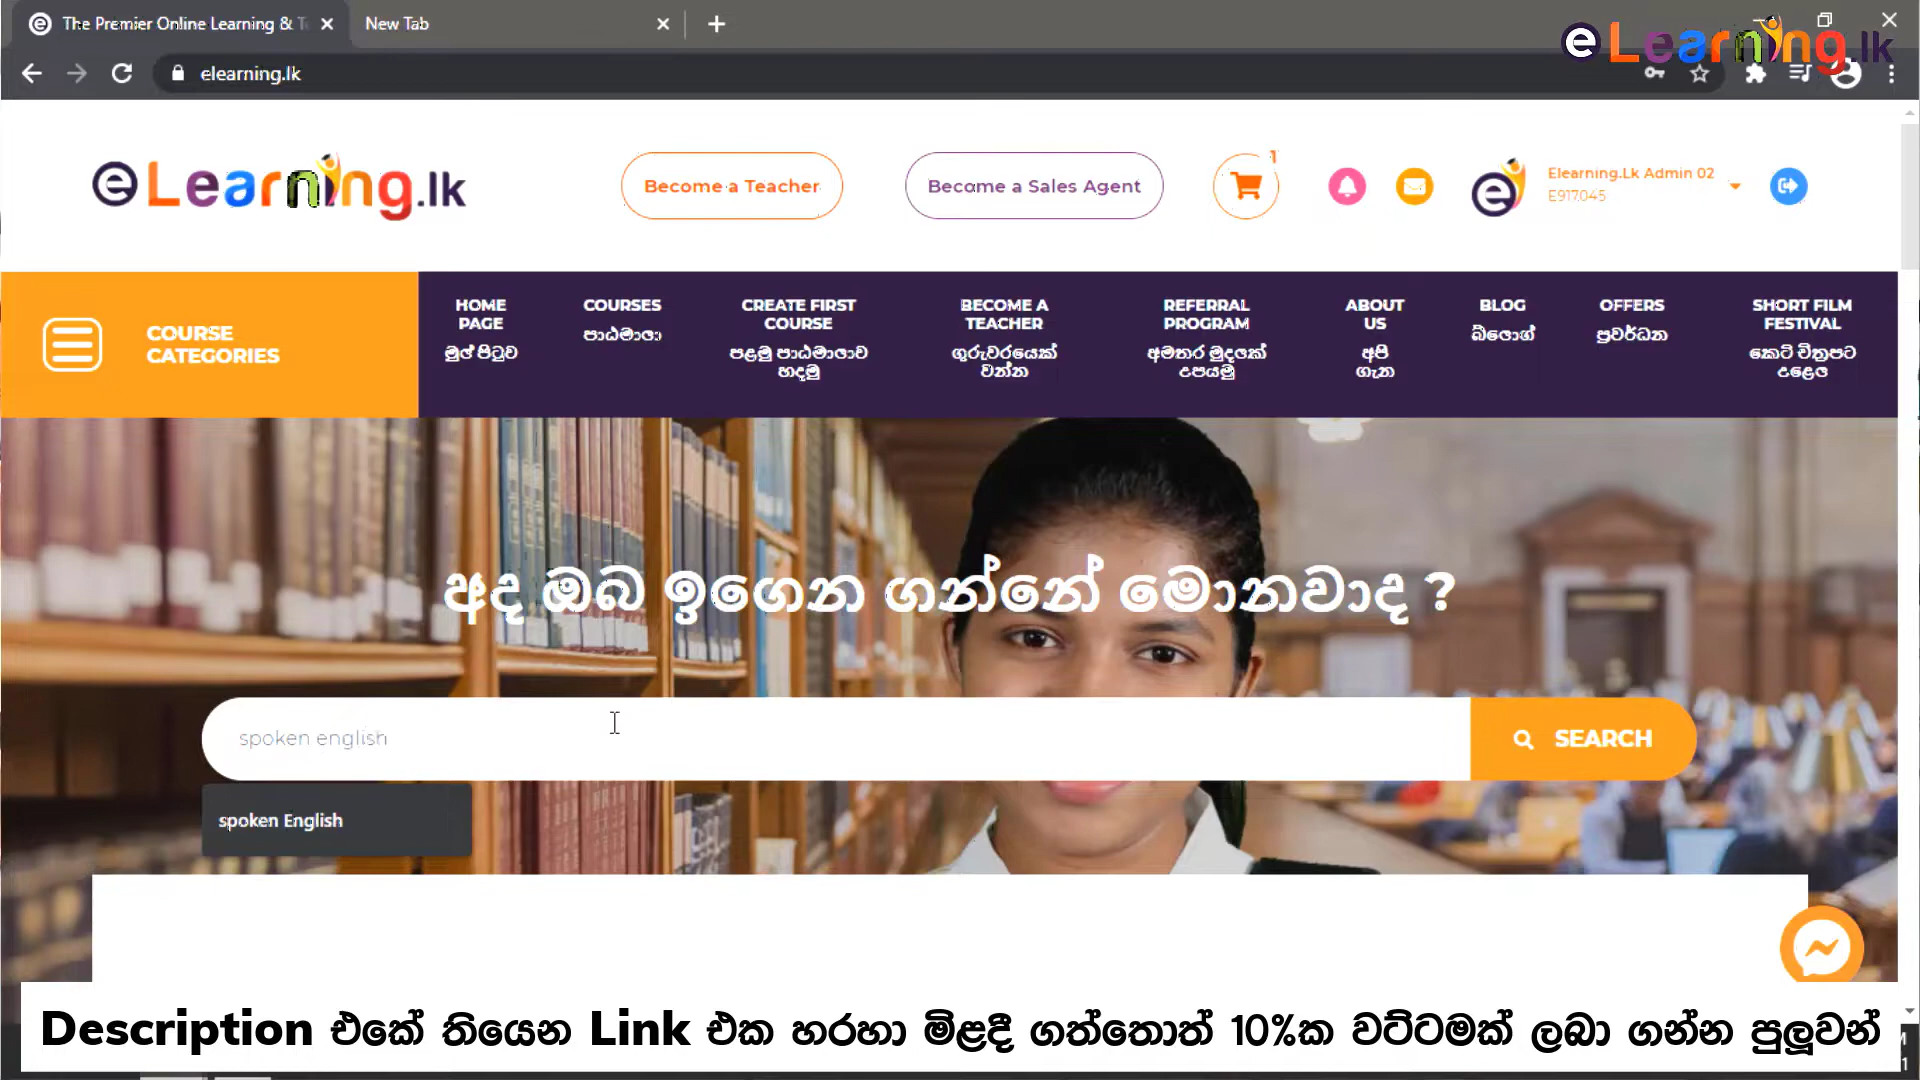 The Premier Online Learning & T
New Tab
eLearning.lk
elearning.lk
eLearning.lk
Become a Teacher
Become a Sales Agent
1
Elearning.Lk Admin 02
E917045
COURSE
CATEGORIES
HOME
PAGE
මුල් පිටුව
COURSES
පාඨමාලා
CREATE FIRST
COURSE
පළමු පාඨමාලාව
හදමු
BECOME A
TEACHER
ගුරුවරයෙක්
වන්න
REFERRAL
PROGRAM
අමතර මුදලක්
උපයමු
ABOUT
US
අපි
ගැන
BLOG
බ්ලොග්
OFFERS
ප්‍රවර්ධන
SHORT FILM
FESTIVAL
කෙටි චිත්‍රපට
උළෙල
අද ඔබ ඉගෙන ගන්නේ මොනවාද ?
spoken english
SEARCH
spoken English
Description එකේ තියෙන Link එක හරහා මිළදී ගත්තොත් 10%ක වට්ටමක් ලබා ගන්න පුලූවන්